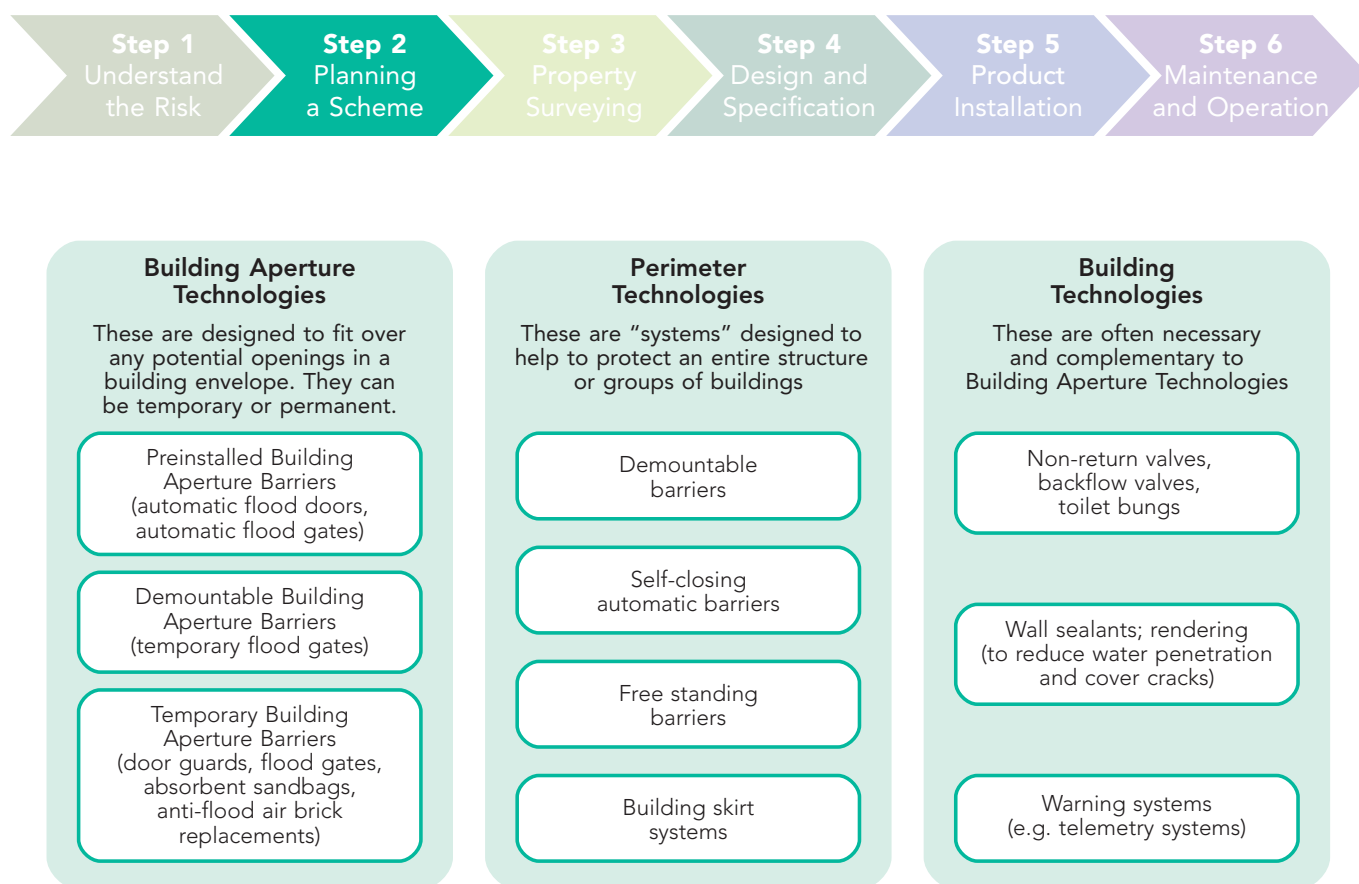 Step 1
Understand
the Risk
Step 2
Planning
a Scheme
Step 3
Property
Surveying
Step 4
Design and
Specification
Step 5
Product
Installation
Step 6
Maintenance
and Operation
Building Aperture
Technologies
These are designed to fit over
any potential openings in a
building envelope. They can
be temporary or permanent.
Preinstalled Building
Aperture Barriers
(automatic flood doors,
automatic flood gates)
Demountable Building
Aperture Barriers
(temporary flood gates)
Temporary Building
Aperture Barriers
(door guards, flood gates,
absorbent sandbags,
anti-flood air brick
replacements)
Perimeter
Technologies
These are “systems” designed to
help to protect an entire structure
or groups of buildings
Demountable
barriers
Self-closing
automatic barriers
Free standing
barriers
Building skirt
systems
Building
Technologies
These are often necessary
and complementary to
Building Aperture Technologies
Non-return valves,
backflow valves,
toilet bungs
Wall sealants; rendering
(to reduce water penetration
and cover cracks)
Warning systems
(e.g. telemetry systems)